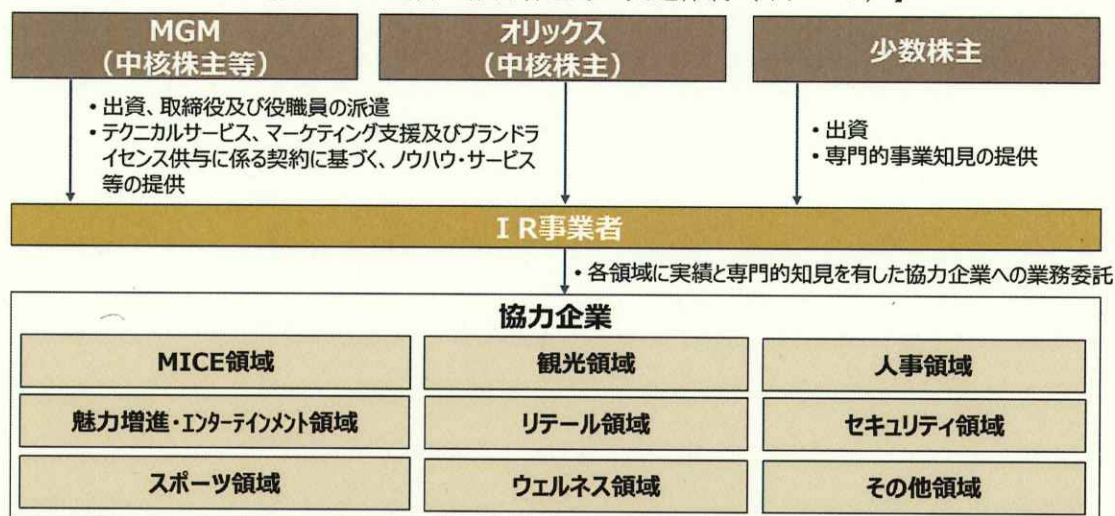 MGM
(中核株主等)
オリックス
(中核株主)
少数株主
・出資、取締役及び役職員の派遣
・テクニカルサービス、マーケティング支援及びブランドラ
イセンス供与に係る契約に基づく、ノウハウ・サービス
等の提供
・出資
・専門的事業知見の提供
ＩＲ事業者
・各領域に実績と専門的知見を有した協力企業への業務委託
協力企業
MICE領域
観光領域
人事領域
魅力増進・エンターテインメント領域
リテール領域
セキュリティ領域
スポーツ領域
ウェルネス領域
その他領域